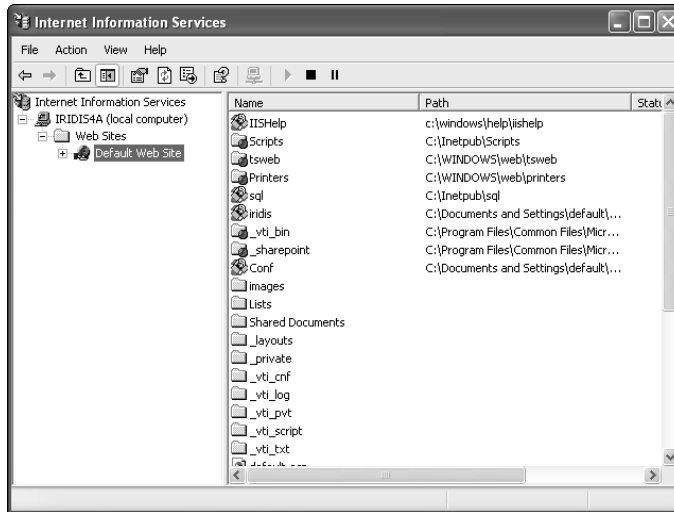 Internet Information Services
File Action View Help
Internet Information Services
IRIDIS4A (local computer)
Web Sites
Default Web Site
Name Path
IISHelp c:\windows\help\iishelp
Scripts C:\Inetpub\Scripts
tsweb C:\WINDOWS\web\tsweb
Printers C:\WINDOWS\web\printers
sql C:\Inetpub\sql
iridis C:\Documents and Settings\default\...
_vti_bin C:\Program Files\Common Files\Micr...
_sharepoint C:\Program Files\Common Files\Micr...
Conf C:\Documents and Settings\default\...
images
Lists
Shared Documents
_layouts
_private
_vti_cnf
_vti_log
_vti_pvt
_vti_script
_vti_txt